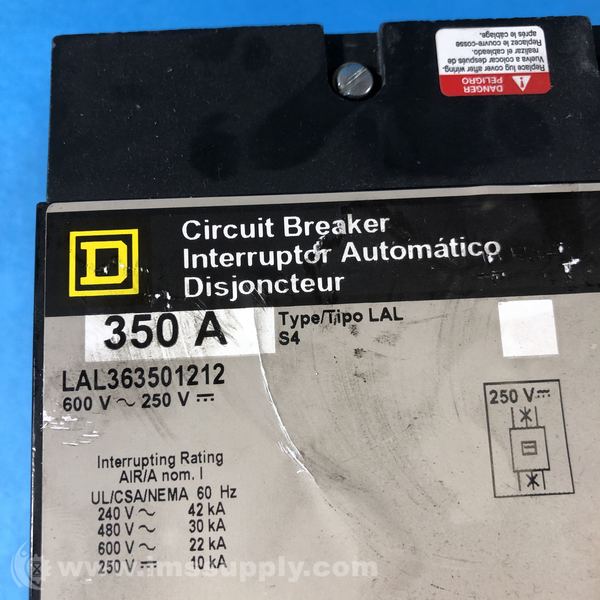 Replace lug cover after wiring.
Vuelva a colocar después de
realizar el cableado.
Replacez le couvre-cosse
après le câblage.
DANGER
PELIGRO
D
Circuit Breaker
Interruptor Automático
Disjoncteur
350 A
Type/Tipo LAL
S4
LAL363501212
600 V ~ 250 V ⎓
250 V ⎓
Interrupting Rating
AIR/A nom. I
UL/CSA/NEMA 60 Hz
240 V ~ 42 kA
480 V ~ 30 kA
600 V ~ 22 kA
250 V ⎓ 10 kA
www.imssupply.com